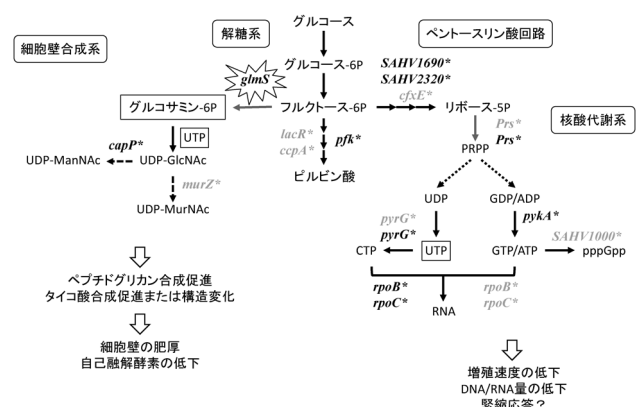 グルコース
細胞壁合成系
解糖系
ペントースリン酸回路
グルコース-6P
SAHV1690*
SAHV2320*
cfxE*
glmS
グルコサミン-6P
フルクトース-6P
リボース-5P
核酸代謝系
capP*
UTP
lacR*
ccpA*
pfk*
Prs*
Prs*
UDP-ManNAc
UDP-GlcNAc
PRPP
ピルビン酸
murZ*
UDP
GDP/ADP
UDP-MurNAc
pyrG*
pyrG*
pykA*
SAHV1000*
CTP
UTP
GTP/ATP
pppGpp
ペプチドグリカン合成促進
タイコ酸合成促進または構造変化
rpoB*
rpoC*
rpoB*
rpoC*
RNA
細胞壁の肥厚
自己融解酵素の低下
増殖速度の低下
DNA/RNA量の低下
緊縮応答？